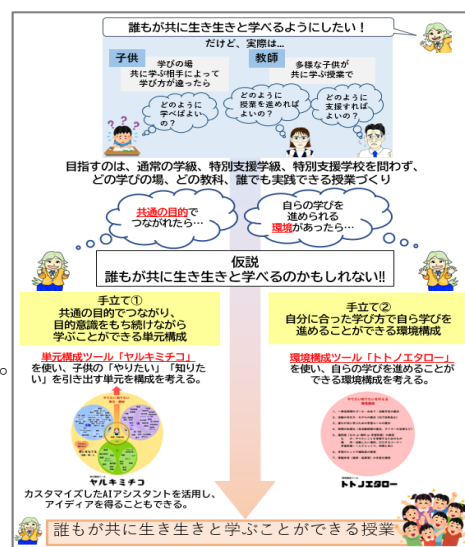 誰もが共に生き生きと学べるようにしたい！
だけど、実際は…
子供
学びの場
共に学ぶ相手によって
学び方が違ったら
どのように
学べばよい
の？
教師
多様な子供が
共に学ぶ授業で
どのように
授業を進めれば
よいの？
どのように
支援すれば
よいの？
目指すのは、通常の学級、特別支援学級、特別支援学校を問わず、
どの学びの場、どの教科、誰でも実践できる授業づくり
共通の目的で
つながれたら…
自らの学びを
進められる
環境があったら…
仮説
誰もが共に生き生きと学べるのかもしれない!!
手立て①
共通の目的でつながり、
目的意識をもち続けながら
学ぶことができる単元構成
単元構成ツール「ヤルキミチコ」
を使い、子供の「やりたい」「知りた
い」を引き出す単元を構成を考える。
ヤルキミチコ
カスタマイズしたAIアシスタントを活用し、
アイディアを得ることもできる。
手立て②
自分に合った学び方で自ら学びを
進めることができる環境構成
環境構成ツール「トトノエタロー」
を使い、自らの学びを進めることが
できる環境構成を考える。
トトノエタロー
誰もが共に生き生きと学ぶことができる授業